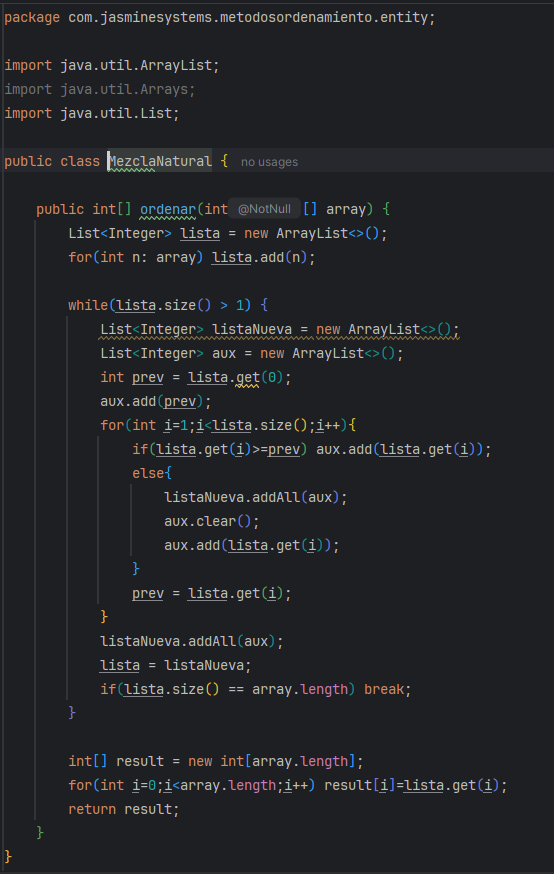 package com.jasminesystems.metodosordenamiento.entity;
import java.util.ArrayList;
import java.util.Arrays;
import java.util.List;
public class MezclaNatural { no usages
public int[] ordenar(int @NotNull [] array) {
List<Integer> lista = new ArrayList<>();
for(int n: array) lista.add(n);
while(lista.size() > 1) {
List<Integer> listaNueva = new ArrayList<>();
List<Integer> aux = new ArrayList<>();
int prev = lista.get(0);
aux.add(prev);
for(int i=1;i<lista.size();i++){
if(lista.get(i)>=prev) aux.add(lista.get(i));
else{
listaNueva.addAll(aux);
aux.clear();
aux.add(lista.get(i));
}
prev = lista.get(i);
}
listaNueva.addAll(aux);
lista = listaNueva;
if(lista.size() == array.length) break;
}
int[] result = new int[array.length];
for(int i=0;i<array.length;i++) result[i]=lista.get(i);
return result;
}
}